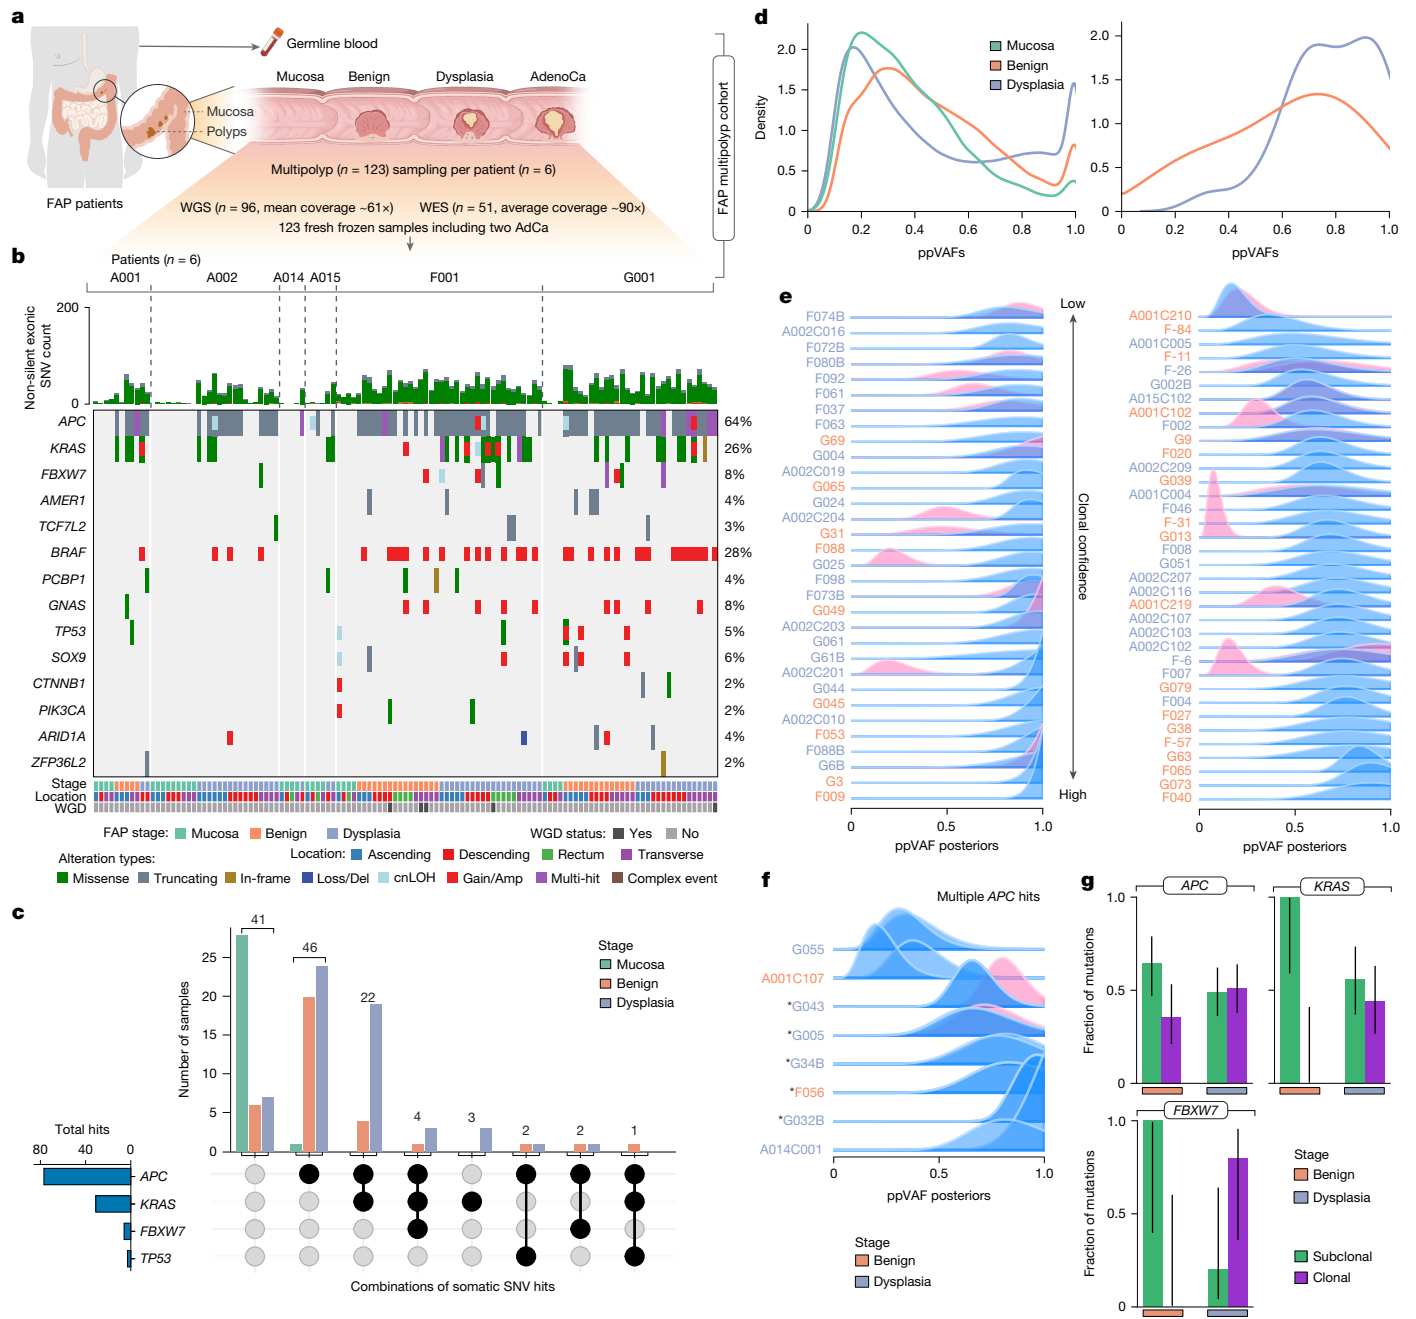 a
Germline blood
Mucosa Benign Dysplasia AdenoCa
Mucosa
Polyps
FAP patients
Multipolyp (n = 123) sampling per patient (n = 6)
WGS (n = 96, mean coverage ~61×) WES (n = 51, average coverage ~90×)
123 fresh frozen samples including two AdCa
FAP multipolyp cohort
b
Patients (n = 6)
A001 A002 A014 A015 F001 G001
Non-silent exonic
SNV count
200
0
APC 64%
KRAS 26%
FBXW7 8%
AMER1 4%
TCF7L2 3%
BRAF 28%
PCBP1 4%
GNAS 8%
TP53 5%
SOX9 6%
CTNNB1 2%
PIK3CA 2%
ARID1A 4%
ZFP36L2 2%
Stage
Location
WGD
FAP stage: Mucosa Benign Dysplasia WGD status: Yes No
Alteration types: Location: Ascending Descending Rectum Transverse
Missense Truncating In-frame Loss/Del cnLOH Gain/Amp Multi-hit Complex event
c
41
46
22
4
3
2
2
1
Number of samples
25
20
15
10
5
0
Stage
Mucosa
Benign
Dysplasia
Total hits
80 40 0
APC
KRAS
FBXW7
TP53
Combinations of somatic SNV hits
d
Density
2.0
1.5
1.0
0.5
0
0 0.2 0.4 0.6 0.8 1.0
ppVAFs
Mucosa
Benign
Dysplasia
2.0
1.5
1.0
0.5
0
0 0.2 0.4 0.6 0.8 1.0
ppVAFs
e
F074B
A002C016
F072B
F080B
F092
F061
F037
F063
G69
G004
A002C019
G065
G024
A002C204
G31
F088
G025
F098
F073B
G049
A002C203
G061
G61B
A002C201
G044
G045
A002C010
F053
F088B
G6B
G3
F009
0 0.5 1.0
ppVAF posteriors
Low
Clonal confidence
High
A001C210
F-84
A001C005
F-11
F-26
G002B
A015C102
A001C102
F002
G9
F020
A002C209
G039
A001C004
F046
F-31
G013
F008
G051
A002C207
A002C116
A001C219
A002C107
A002C103
A002C102
F-6
F007
G079
F004
F027
G38
F-57
G63
F065
G073
F040
0 0.5 1.0
ppVAF posteriors
f
Multiple APC hits
G055
A001C107
*G043
*G005
*G34B
*F056
*G032B
A014C001
0 0.5 1.0
ppVAF posteriors
Stage
Benign
Dysplasia
g
APC
KRAS
Fraction of mutations
1.0
0.5
0
FBXW7
Fraction of mutations
1.0
0.5
0
Stage
Benign
Dysplasia
Subclonal
Clonal